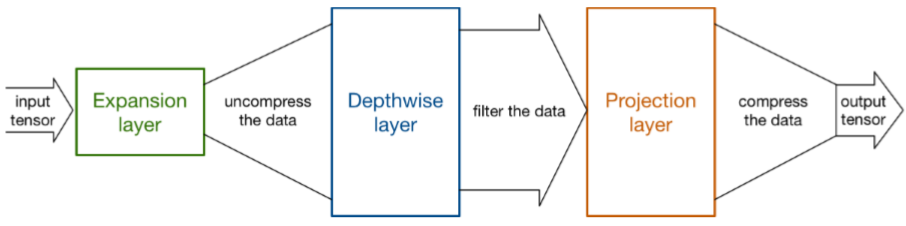 input
tensor
Expansion
layer
uncompress
the data
Depthwise
layer
filter the data
Projection
layer
compress
the data
output
tensor